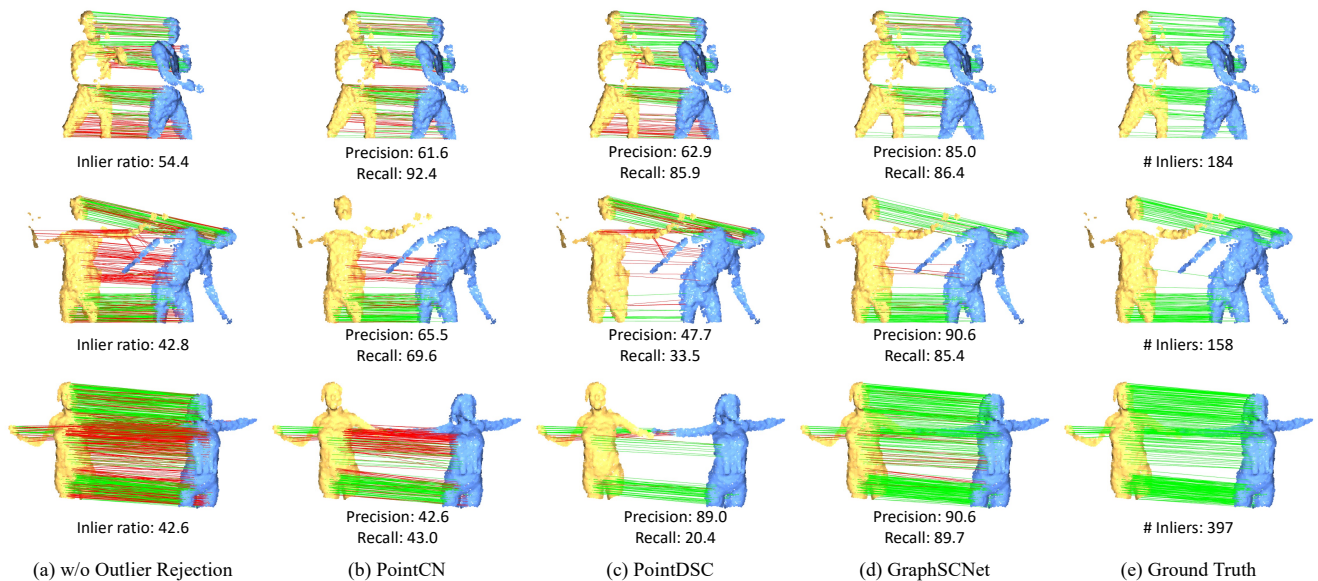 Inlier ratio: 54.4
Precision: 61.6
Recall: 92.4
Precision: 62.9
Recall: 85.9
Precision: 85.0
Recall: 86.4
# Inliers: 184
Inlier ratio: 42.8
Precision: 65.5
Recall: 69.6
Precision: 47.7
Recall: 33.5
Precision: 90.6
Recall: 85.4
# Inliers: 158
Inlier ratio: 42.6
Precision: 42.6
Recall: 43.0
Precision: 89.0
Recall: 20.4
Precision: 90.6
Recall: 89.7
# Inliers: 397
(a) w/o Outlier Rejection
(b) PointCN
(c) PointDSC
(d) GraphSCNet
(e) Ground Truth